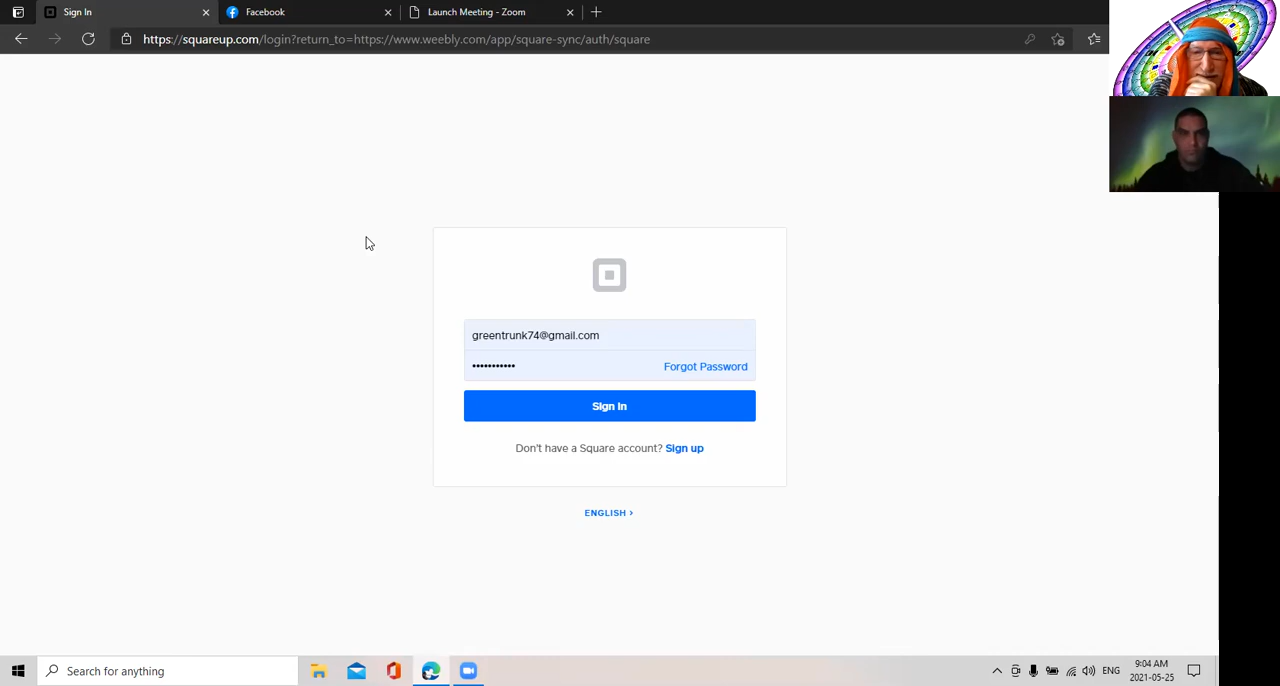 Sign In
Facebook
Launch Meeting - Zoom
https://squareup.com/login?return_to=https://www.weebly.com/app/square-sync/auth/square
greentrunk74@gmail.com
•••••••••••
Forgot Password
Sign In
Don't have a Square account? Sign up
ENGLISH ›
Search for anything
ENG
9:04 AM
2021-05-25